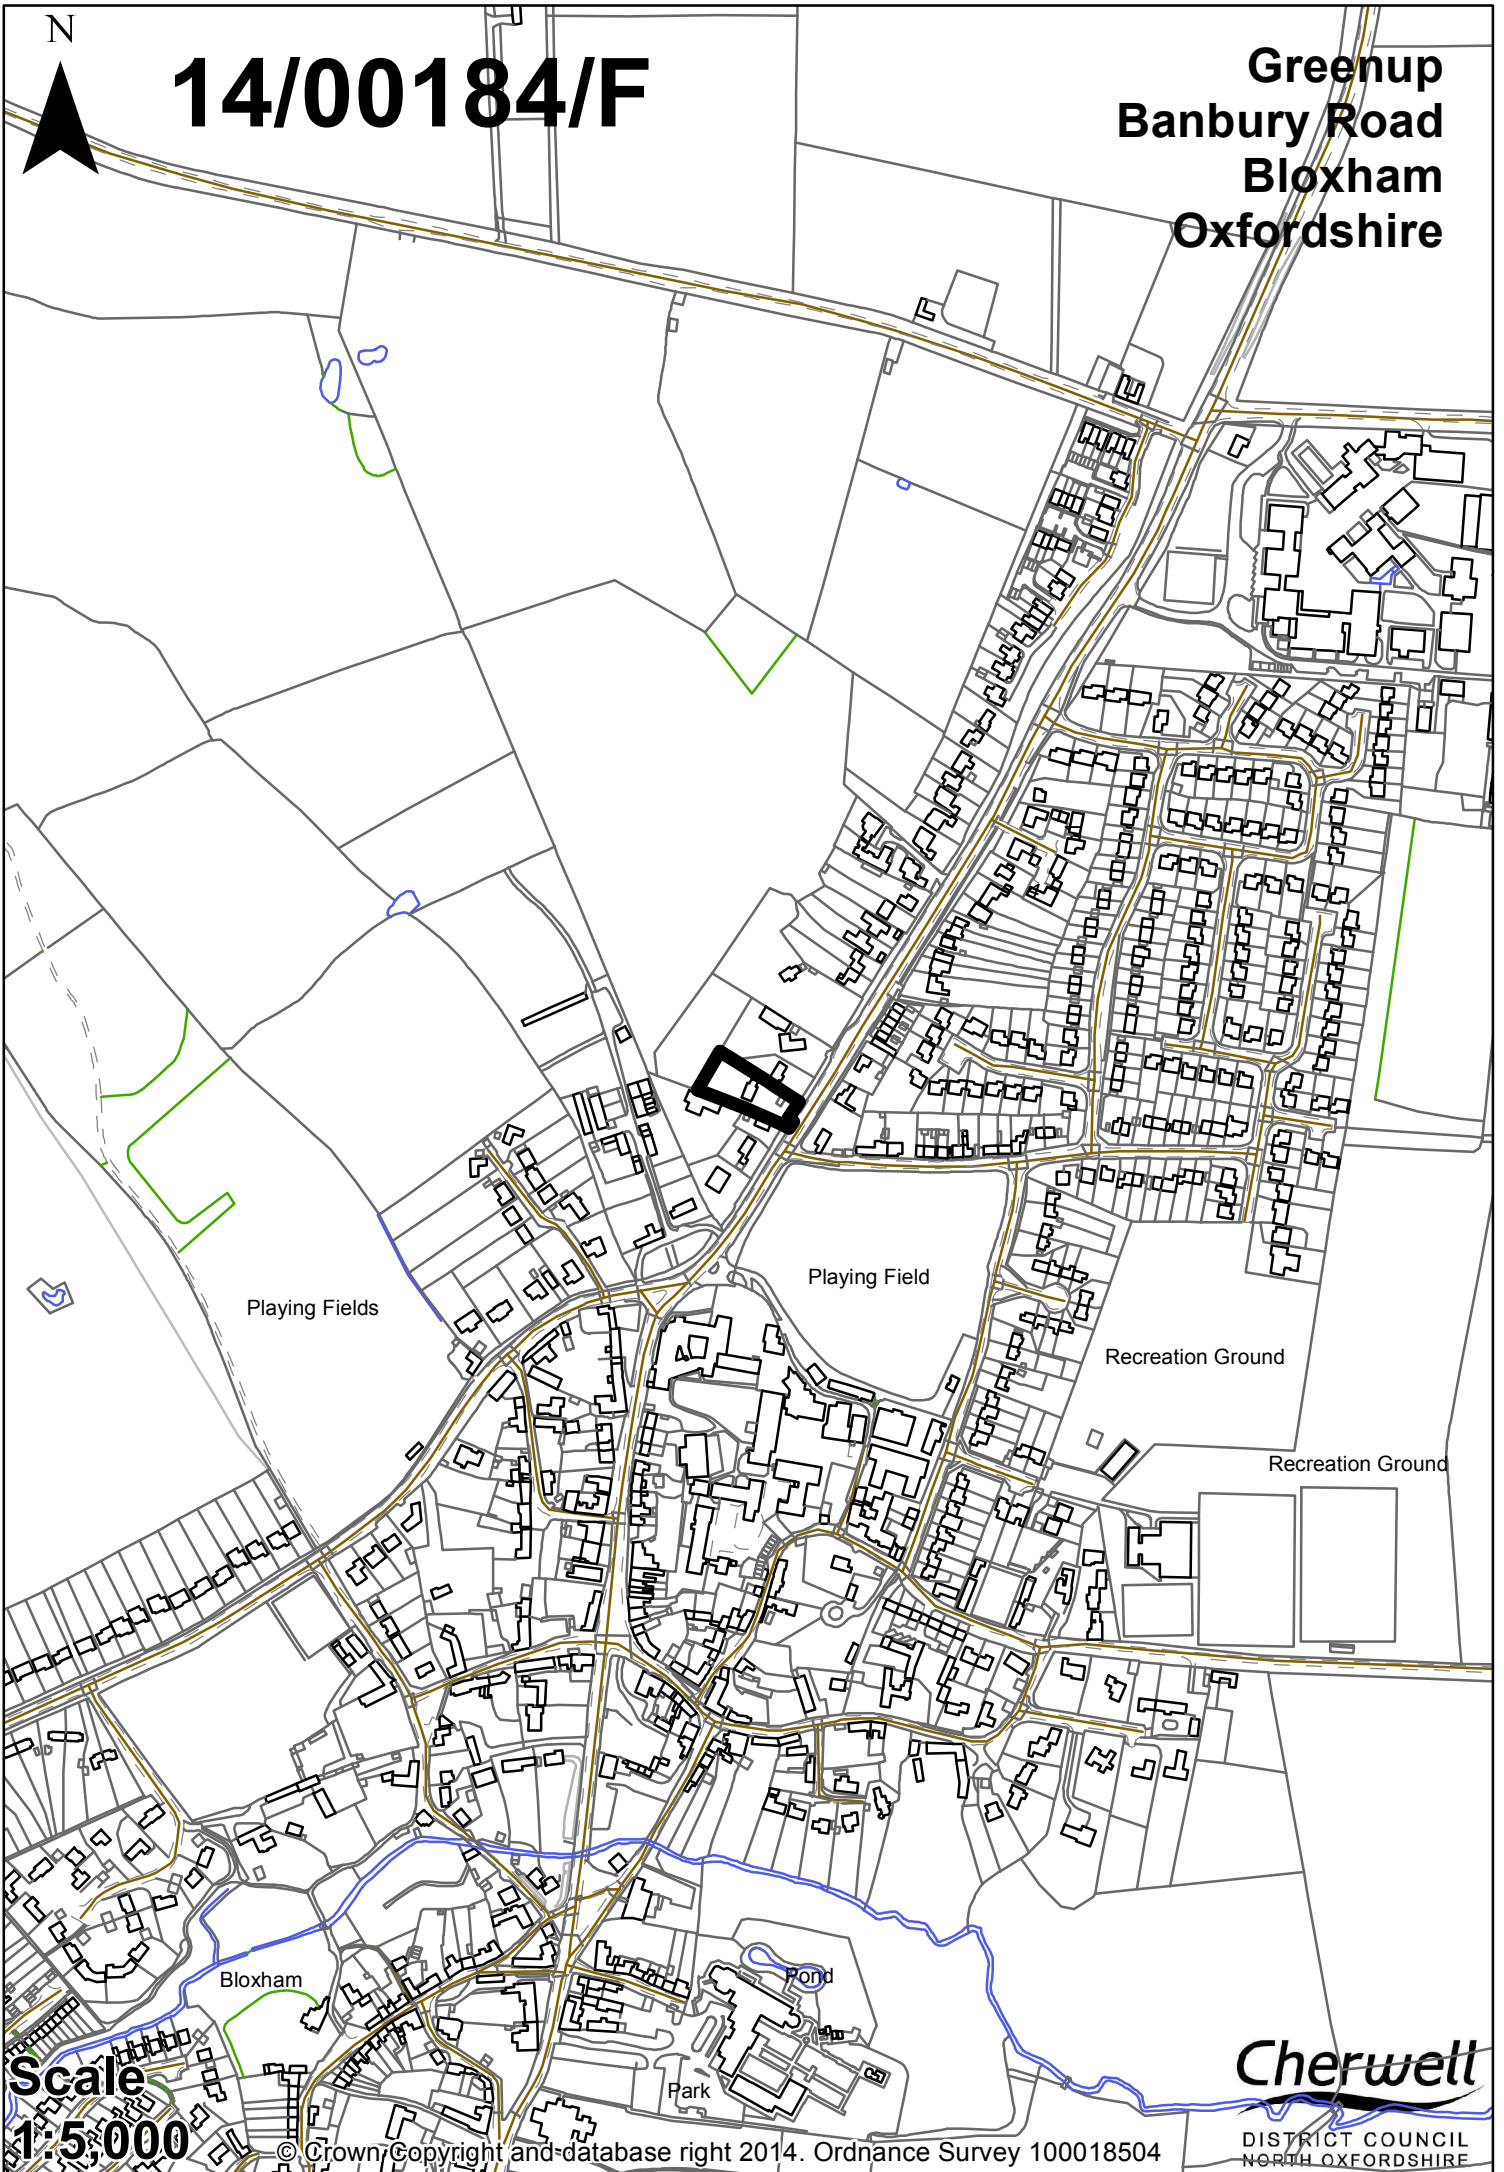 N
14/00184/F
Greenup
Banbury Road
Bloxham
Oxfordshire
Playing Field
Playing Fields
Recreation Ground
Recreation Ground
Pond
Bloxham
Park
Scale
1:5,000
© Crown Copyright and database right 2014. Ordnance Survey 100018504
Cherwell
DISTRICT COUNCIL
NORTH OXFORDSHIRE